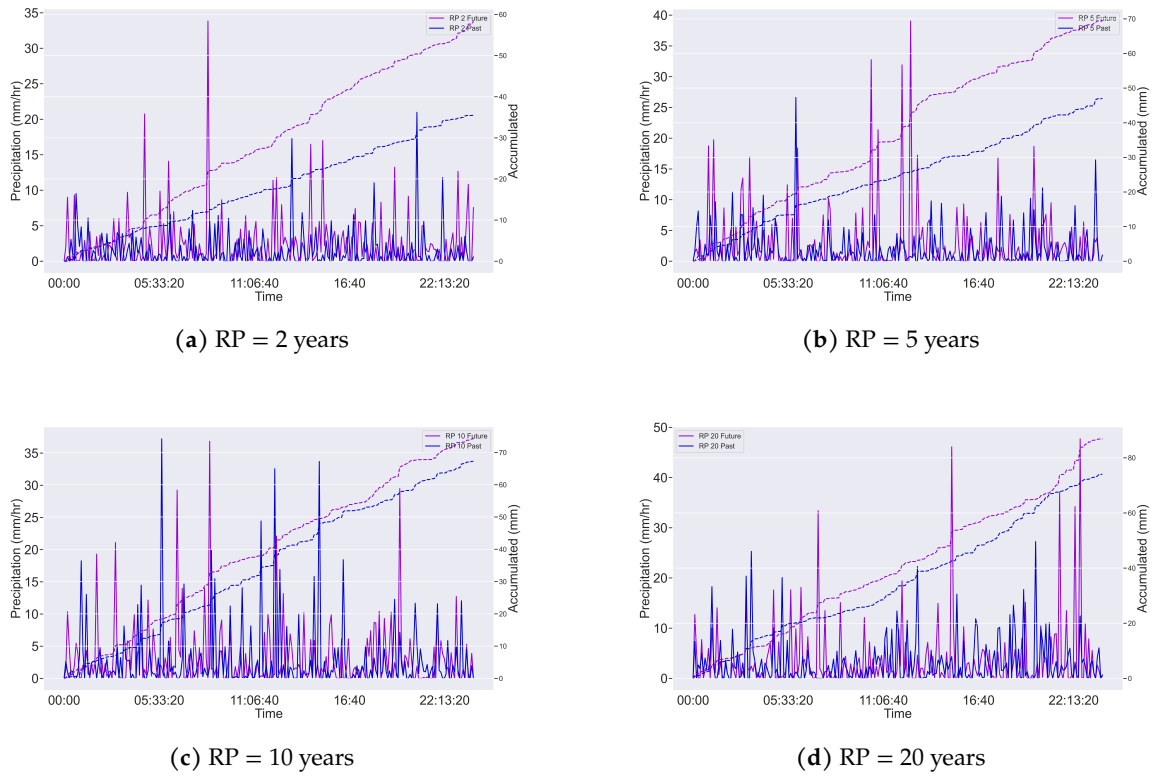 RP 2 Future
RP 2 Past
Precipitation (mm/hr)
35
30
25
20
15
10
5
0
Accumulated
60
50
40
30
20
10
0
00:00 05:33:20 11:06:40 16:40 22:13:20
Time
(a) RP = 2 years
RP 5 Future
RP 5 Past
Precipitation (mm/hr)
40
35
30
25
20
15
10
5
0
Accumulated (mm)
70
60
50
40
30
20
10
0
00:00 05:33:20 11:06:40 16:40 22:13:20
Time
(b) RP = 5 years
RP 10 Future
RP 10 Past
Precipitation (mm/hr)
35
30
25
20
15
10
5
0
Accumulated (mm)
70
60
50
40
30
20
10
0
00:00 05:33:20 11:06:40 16:40 22:13:20
Time
(c) RP = 10 years
RP 20 Future
RP 20 Past
Precipitation (mm/hr)
50
40
30
20
10
0
Accumulated (mm)
80
60
40
20
0
00:00 05:33:20 11:06:40 16:40 22:13:20
Time
(d) RP = 20 years